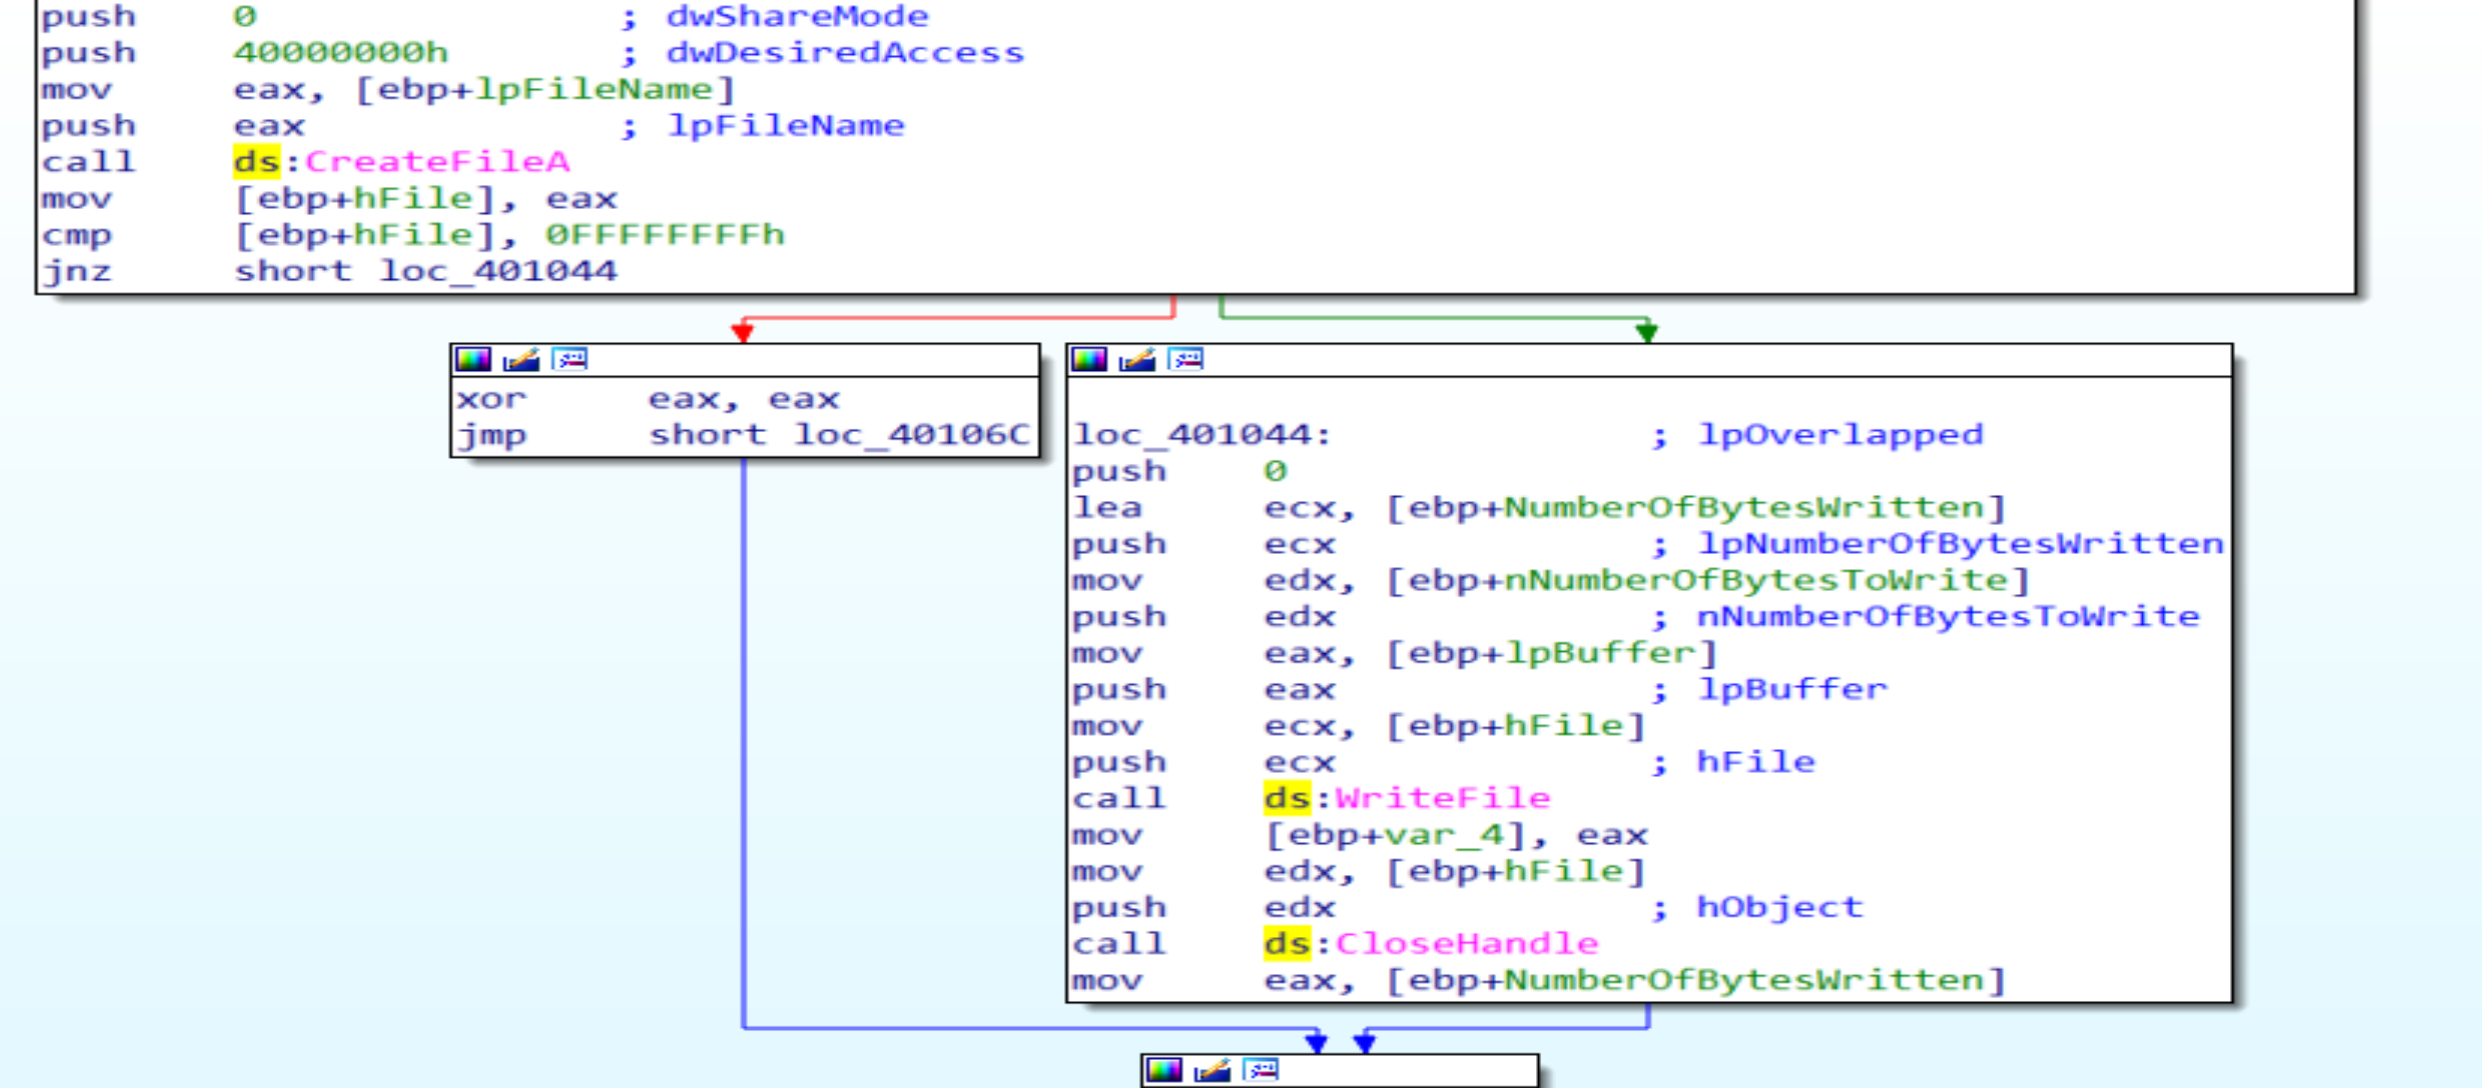 push 0 ; dwShareMode
push 40000000h ; dwDesiredAccess
mov eax, [ebp+lpFileName]
push eax ; lpFileName
call ds:CreateFileA
mov [ebp+hFile], eax
cmp [ebp+hFile], 0FFFFFFFFh
jnz short loc_401044
xor eax, eax
jmp short loc_40106C
loc_401044: ; lpOverlapped
push 0
lea ecx, [ebp+NumberOfBytesWritten]
push ecx ; lpNumberOfBytesWritten
mov edx, [ebp+nNumberOfBytesToWrite]
push edx ; nNumberOfBytesToWrite
mov eax, [ebp+lpBuffer]
push eax ; lpBuffer
mov ecx, [ebp+hFile]
push ecx ; hFile
call ds:WriteFile
mov [ebp+var_4], eax
mov edx, [ebp+hFile]
push edx ; hObject
call ds:CloseHandle
mov eax, [ebp+NumberOfBytesWritten]